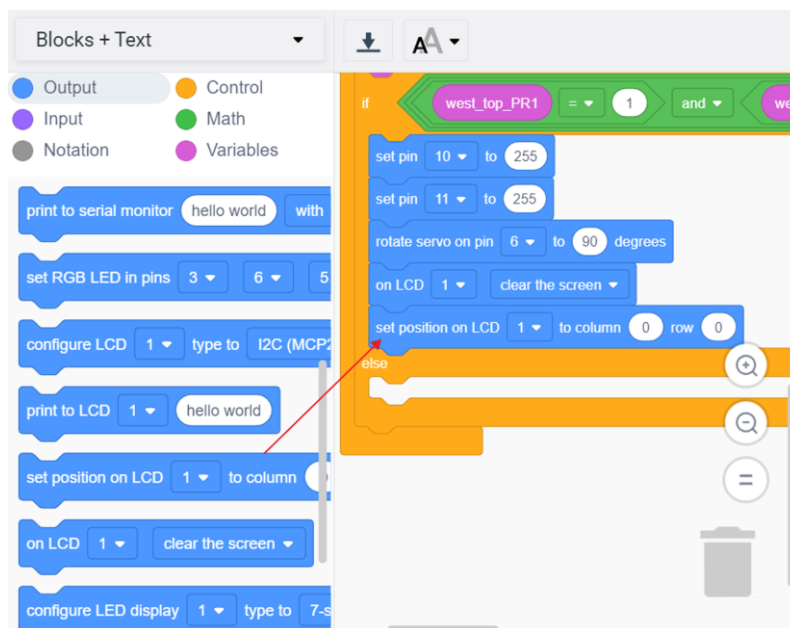 Blocks + Text
AA
Output
Control
Input
Math
Notation
Variables
print to serial monitor hello world with
set RGB LED in pins 3 6 5
configure LCD 1 type to I2C (MCP2
print to LCD 1 hello world
set position on LCD 1 to column
on LCD 1 clear the screen
configure LED display 1 type to 7-s
if west_top_PR1 = 1 and we
set pin 10 to 255
set pin 11 to 255
rotate servo on pin 6 to 90 degrees
on LCD 1 clear the screen
set position on LCD 1 to column 0 row 0
else